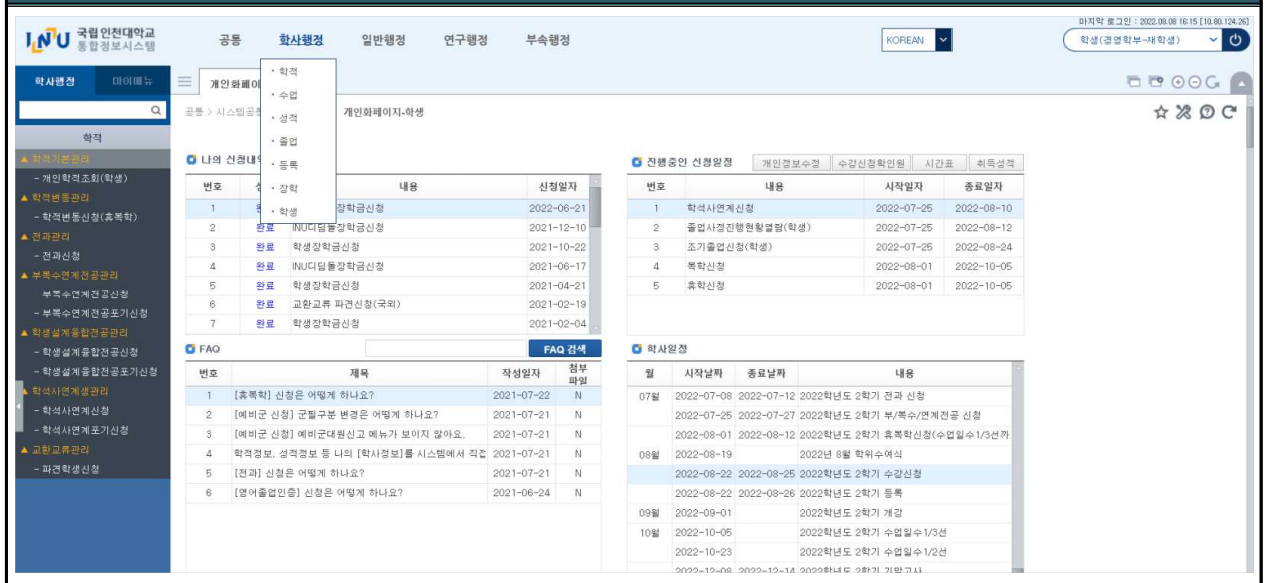 마지막 로그인 : 2022.08.08 16:15 [10.80.124.26]
INU 국립 인천대학교
통합정보시스템
공통 학사행정 일반행정 연구행정 부속행정
KOREAN
학생(경영학부-재학생)
학사행정 마이메뉴
개인화페이
· 학적
· 수업
· 성적
· 졸업
· 등록
· 장학
· 학생
공통 > 시스템공통 개인화페이지-학생
학적
▲ 학적기본관리
- 개인학적조회(학생)
▲ 학적변동관리
- 학적변동신청(휴복학)
▲ 전과관리
- 전과신청
▲ 부복수연계전공관리
부복수연계전공신청
- 부복수연계전공포기신청
▲ 학생설계융합전공관리
- 학생설계융합전공신청
- 학생설계융합전공포기신청
▲ 학석사연계생관리
- 학석사연계신청
- 학석사연계포기신청
▲ 교환교류관리
- 파견학생신청
나의 신청내역
번호 내용 신청일자
1 장학금신청 2022-06-21
2 완료 INU디딤돌장학금신청 2021-12-10
3 완료 학생장학금신청 2021-10-22
4 완료 INU디딤돌장학금신청 2021-06-17
5 완료 학생장학금신청 2021-04-21
6 완료 교환교류 파견신청(국외) 2021-02-19
7 완료 학생장학금신청 2021-02-04
진행중인 신청일정 개인정보수정 수강신청확인원 시간표 취득성적
번호 내용 시작일자 종료일자
1 학석사연계신청 2022-07-25 2022-08-10
2 졸업사정진행현황열람(학생) 2022-07-25 2022-08-12
3 조기졸업신청(학생) 2022-07-25 2022-08-24
4 복학신청 2022-08-01 2022-10-05
5 휴학신청 2022-08-01 2022-10-05
FAQ FAQ 검색
번호 제목 작성일자 첨부
파일
1 [휴복학] 신청은 어떻게 하나요? 2021-07-22 N
2 [예비군 신청] 군필구분 변경은 어떻게 하나요? 2021-07-21 N
3 [예비군 신청] 예비군대원신고 메뉴가 보이지 않아요. 2021-07-21 N
4 학적정보, 성적정보 등 나의 [학사정보]를 시스템에서 직접 2021-07-21 N
5 [전과] 신청은 어떻게 하나요? 2021-07-21 N
6 [영어졸업인증] 신청은 어떻게 하나요? 2021-06-24 N
학사일정
월 시작날짜 종료날짜 내용
07월 2022-07-08 2022-07-12 2022학년도 2학기 전과 신청
2022-07-25 2022-07-27 2022학년도 2학기 부/복수/연계전공 신청
2022-08-01 2022-08-12 2022학년도 2학기 휴복학신청(수업일수1/3선까
08월 2022-08-19 2022년 8월 학위수여식
2022-08-22 2022-08-25 2022학년도 2학기 수강신청
2022-08-22 2022-08-26 2022학년도 2학기 등록
09월 2022-09-01 2022학년도 2학기 개강
10월 2022-10-05 2022학년도 2학기 수업일수1/3선
2022-10-23 2022학년도 2학기 수업일수1/2선
2022-12-08 2022-12-14 2022학년도 2학기 기말고사